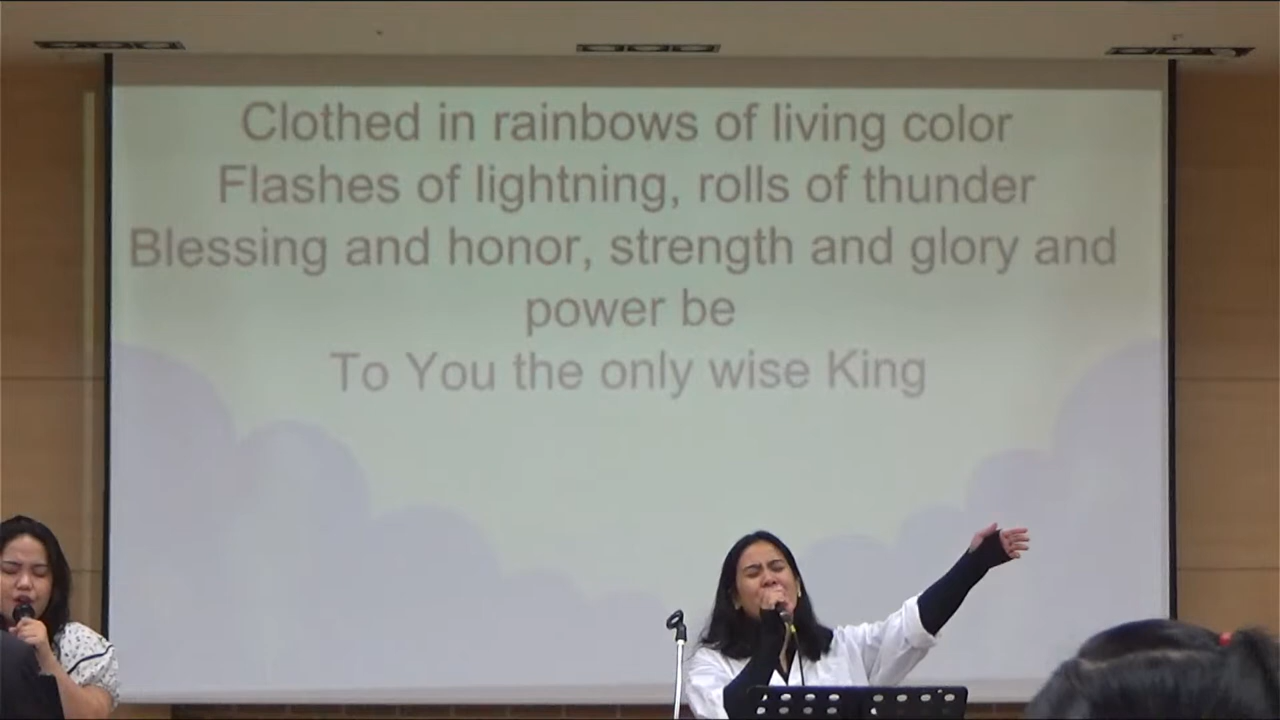 Clothed in rainbows of living color
Flashes of lightning, rolls of thunder
Blessing and honor, strength and glory and
power be
To You the only wise King